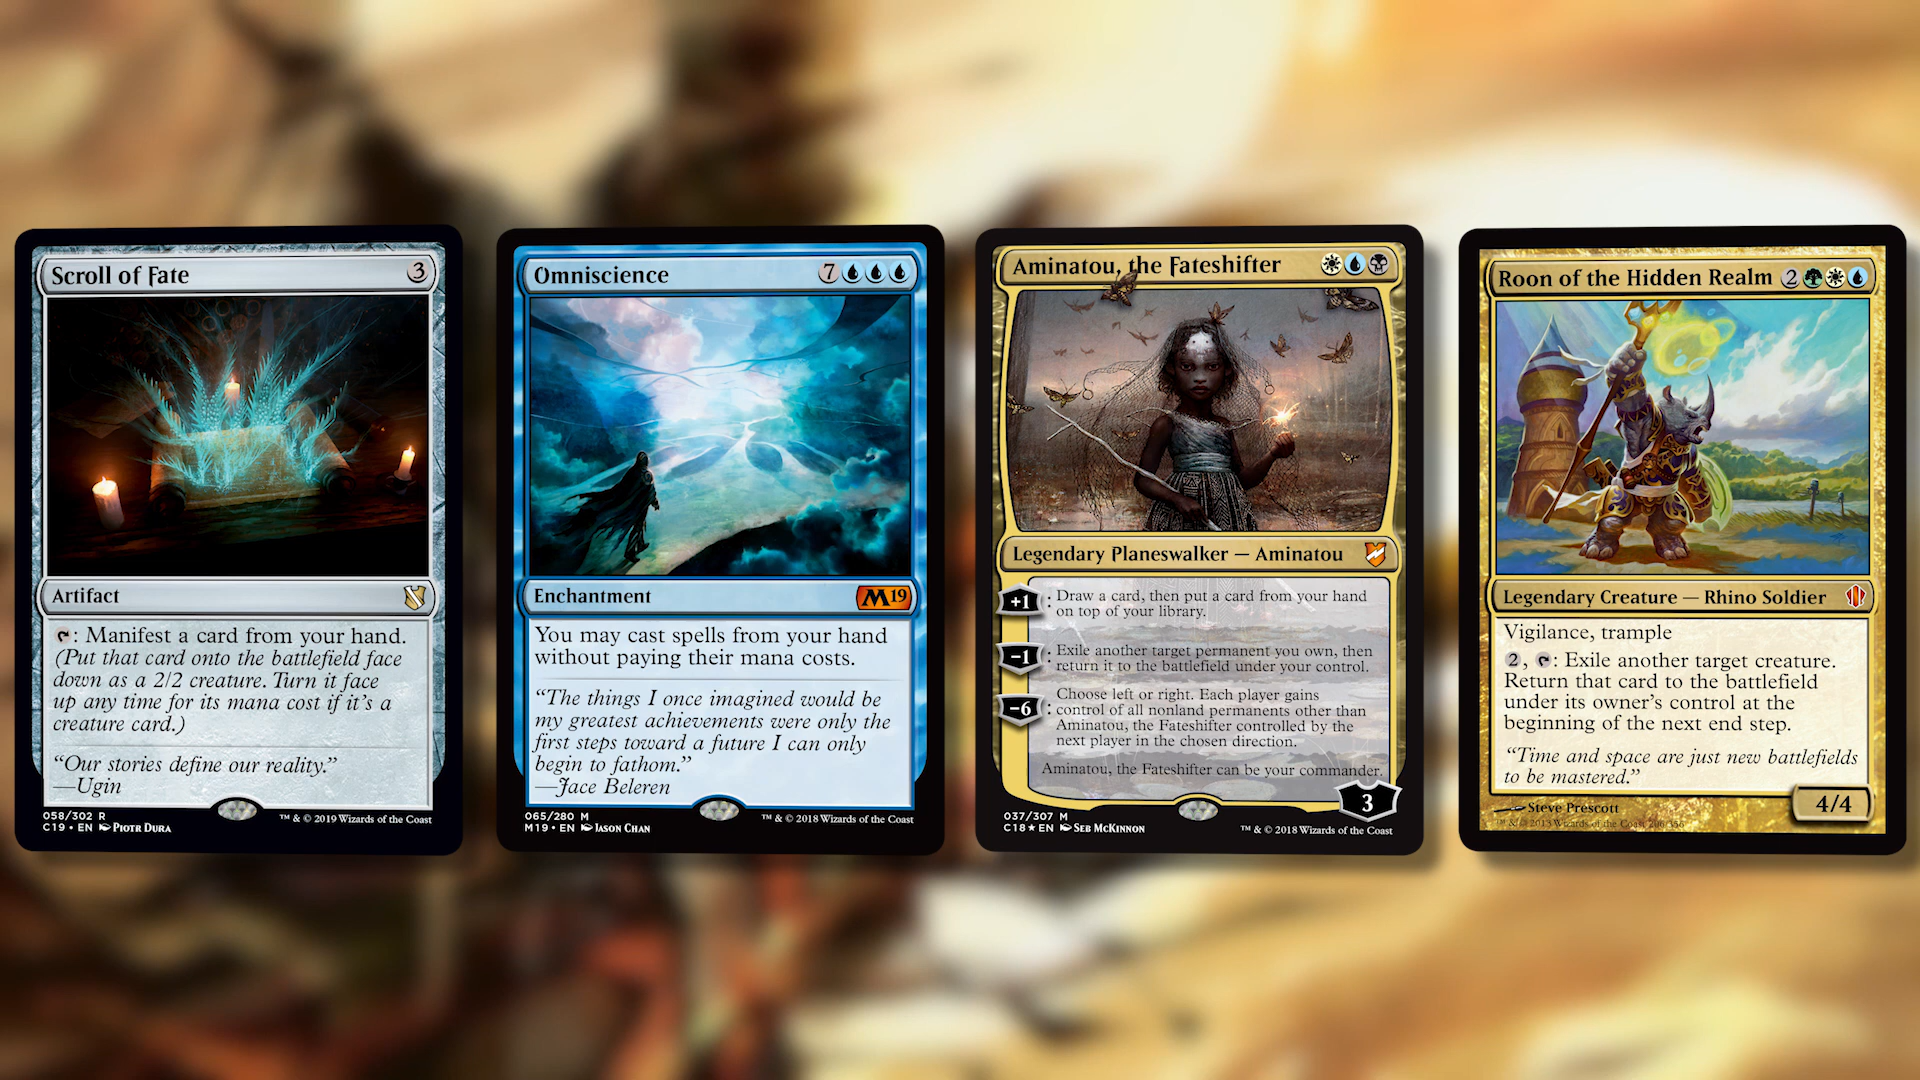 Scroll of Fate 3
Artifact
: Manifest a card from your hand.
(Put that card onto the battlefield face
down as a 2/2 creature. Turn it face
up any time for its mana cost if it's a
creature card.)
“Our stories define our reality.”
—Ugin
058/302 R
C19 • EN Piotr Dura
™ & © 2019 Wizards of the Coast
Omniscience 7
Enchantment M19
You may cast spells from your hand
without paying their mana costs.
“The things I once imagined would be
my greatest achievements were only the
first steps toward a future I can only
begin to fathom.”
—Jace Beleren
065/280 M
M19 • EN Jason Chan
™ & © 2018 Wizards of the Coast
Aminatou, the Fateshifter
Legendary Planeswalker — Aminatou
+1 : Draw a card, then put a card from your hand
on top of your library.
−1 : Exile another target permanent you own, then
return it to the battlefield under your control.
−6 : Choose left or right. Each player gains
control of all nonland permanents other than
Aminatou, the Fateshifter controlled by the
next player in the chosen direction.
Aminatou, the Fateshifter can be your commander.
3
037/307 M
C18★EN Seb McKinnon
™ & © 2018 Wizards of the Coast
Roon of the Hidden Realm 2
Legendary Creature — Rhino Soldier
Vigilance, trample
2, : Exile another target creature.
Return that card to the battlefield
under its owner's control at the
beginning of the next end step.
“Time and space are just new battlefields
to be mastered.”
Steve Prescott
™ & © 2013 Wizards of the Coast 206/356
4/4